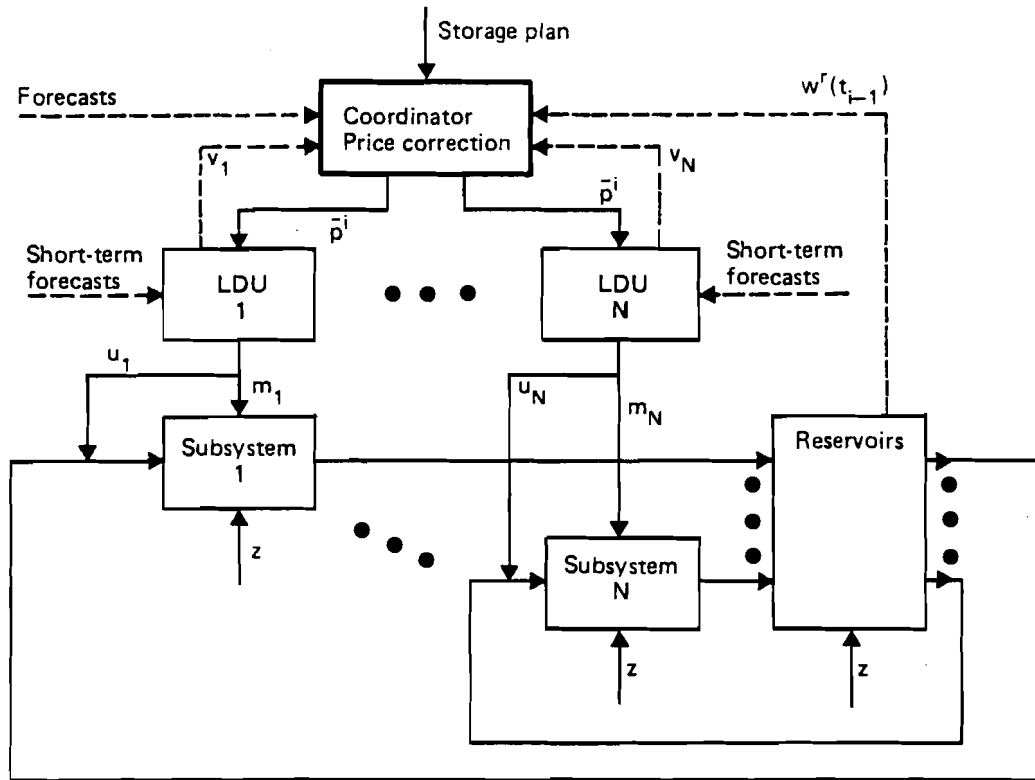 Storage plan
Forecasts
w^r(t_{i-1})
Coordinator
Price correction
v_1
v_N
p̄^i
p̄^i
Short-term
forecasts
LDU
1
LDU
N
Short-term
forecasts
u_1
m_1
u_N
m_N
Subsystem
1
Reservoirs
z
Subsystem
N
z
z